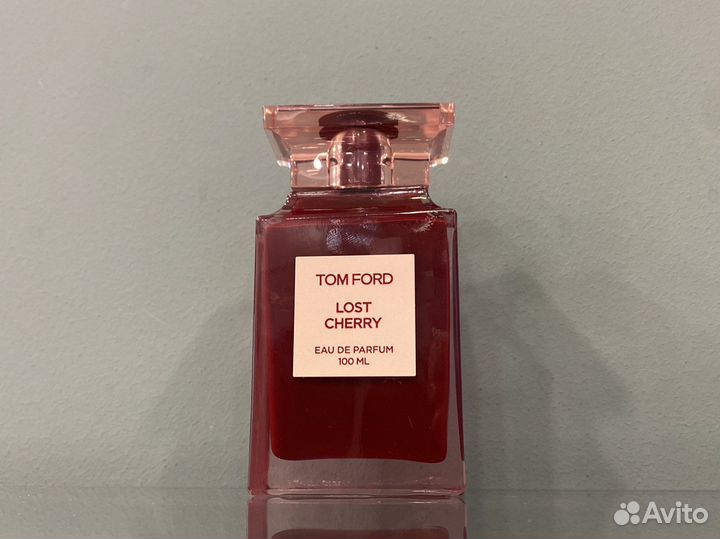 TOM FORD
LOST
CHERRY
EAU DE PARFUM
100 ML
Avito